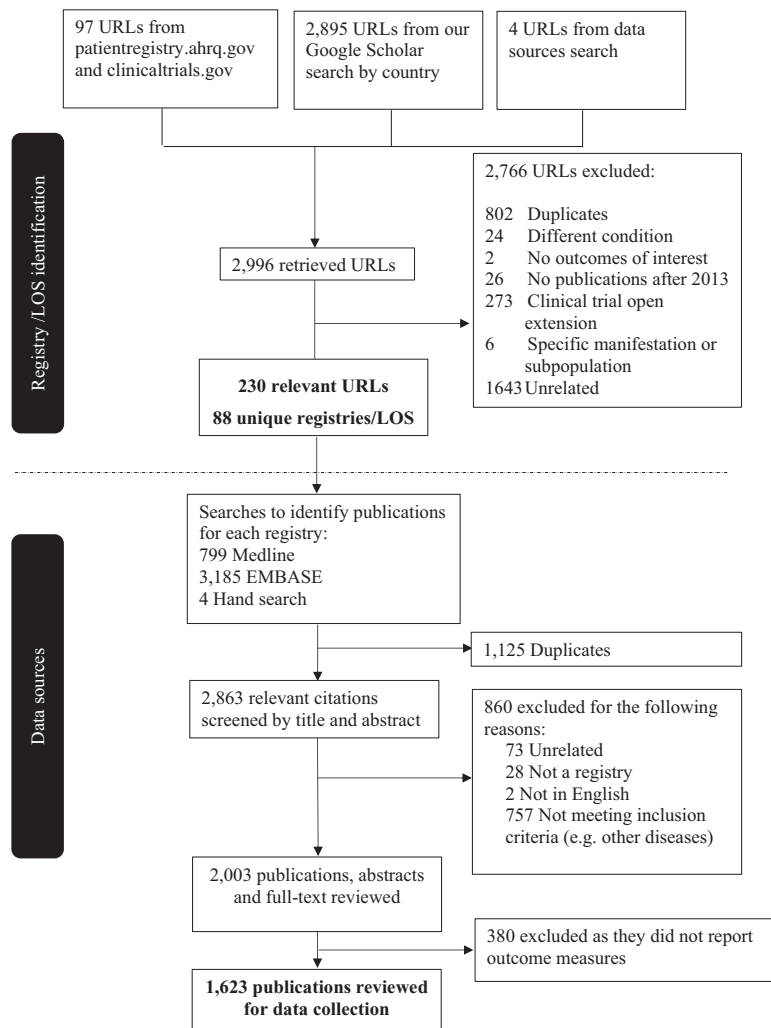 97 URLs from
patientregistry.ahrq.gov
and clinicaltrials.gov
2,895 URLs from our
Google Scholar
search by country
4 URLs from data
sources search
Registry /LOS identification
2,766 URLs excluded:
802 Duplicates
24 Different condition
2 No outcomes of interest
26 No publications after 2013
273 Clinical trial open
extension
6 Specific manifestation or
subpopulation
1643 Unrelated
2,996 retrieved URLs
230 relevant URLs
88 unique registries/LOS
Data sources
Searches to identify publications
for each registry:
799 Medline
3,185 EMBASE
4 Hand search
1,125 Duplicates
2,863 relevant citations
screened by title and abstract
860 excluded for the following
reasons:
73 Unrelated
28 Not a registry
2 Not in English
757 Not meeting inclusion
criteria (e.g. other diseases)
2,003 publications, abstracts
and full-text reviewed
380 excluded as they did not report
outcome measures
1,623 publications reviewed
for data collection